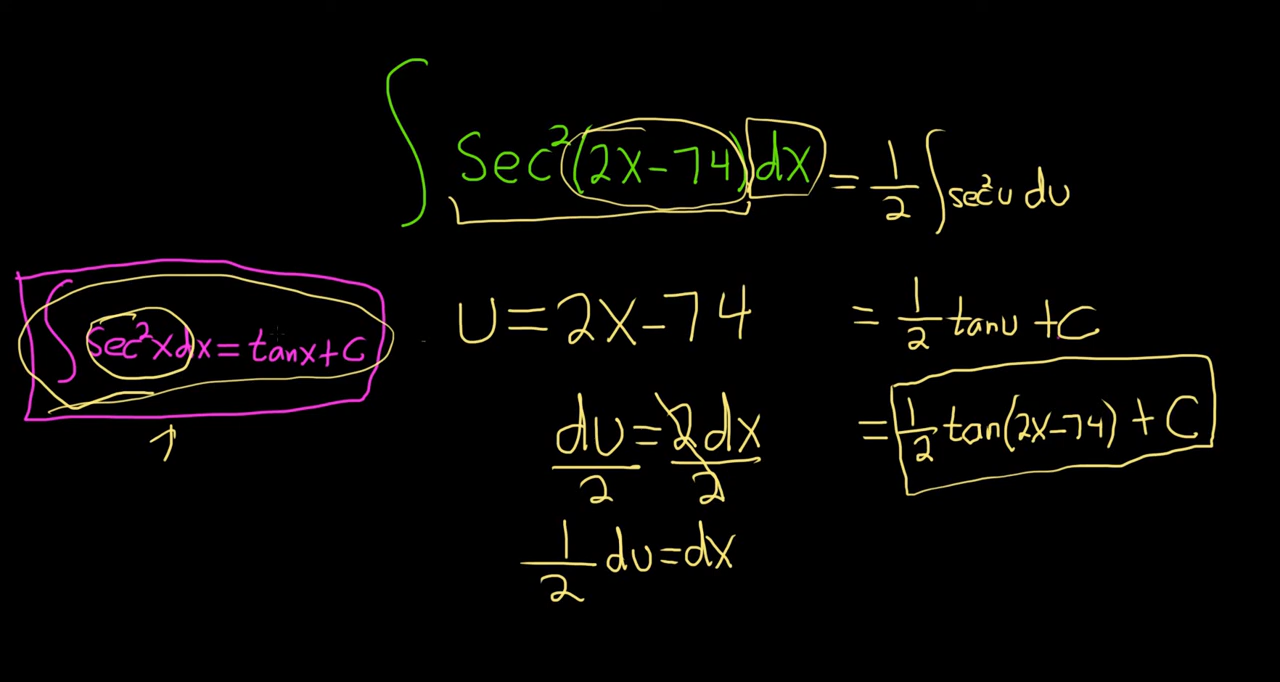 ∫ Sec²(2x-74) dx = 1/2 ∫ sec²u du
∫ Sec²x dx = tanx + C
u = 2x-74
du/2 = 2dx/2
1/2 du = dx
= 1/2 tanu + C
= 1/2 tan(2x-74) + C